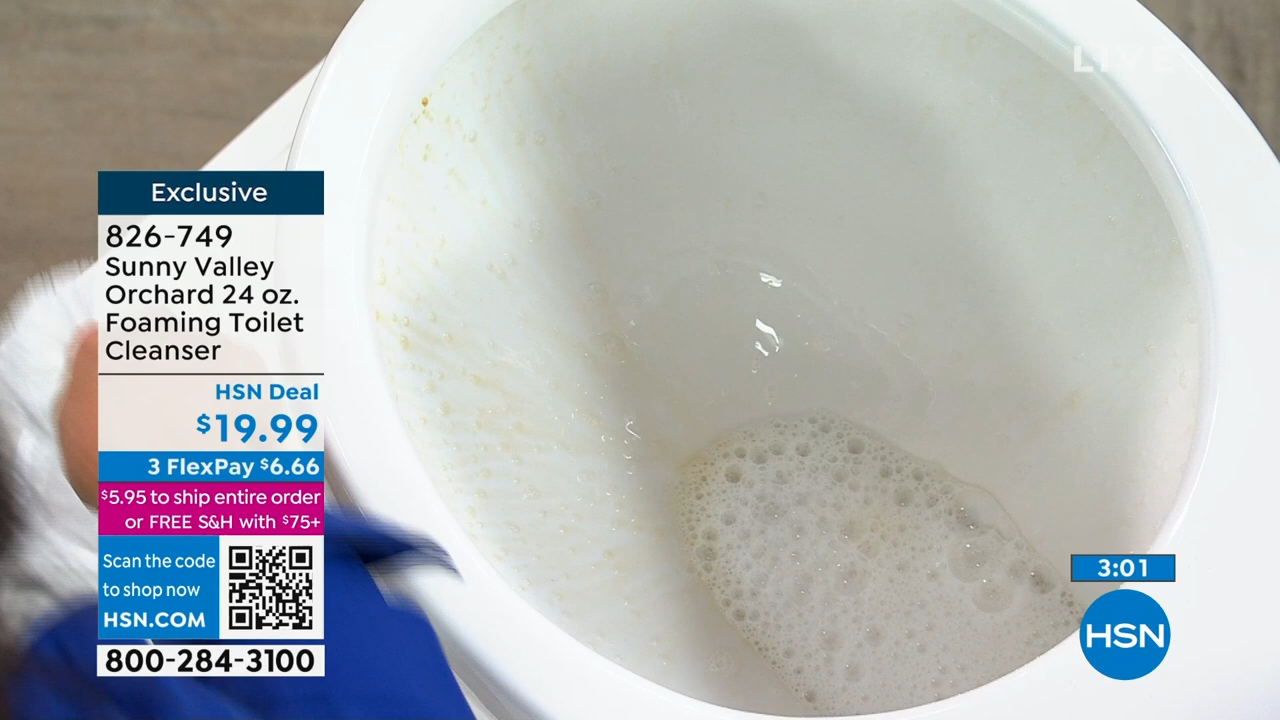 LIVE
Exclusive
826-749
Sunny Valley
Orchard 24 oz.
Foaming Toilet
Cleanser
HSN Deal
$19.99
3 FlexPay $6.66
$5.95 to ship entire order
or FREE S&H with $75+
Scan the code
to shop now
HSN.COM
800-284-3100
3:01
HSN